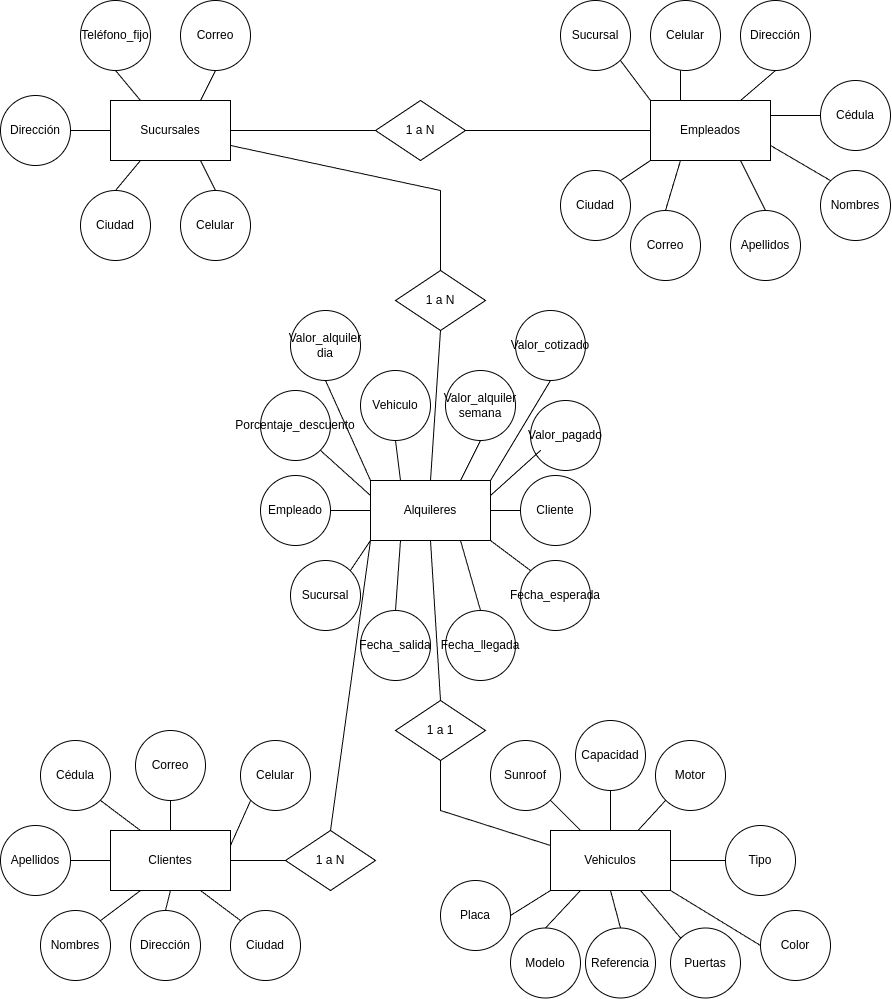 Teléfono_fijo
Correo
Sucursal
Celular
Dirección
Dirección
Sucursales
1 a N
Empleados
Cédula
Ciudad
Celular
Ciudad
Correo
Apellidos
Nombres
1 a N
Valor_alquiler
dia
Valor_cotizado
Porcentaje_descuento
Vehiculo
Valor_alquiler
semana
Valor_pagado
Empleado
Alquileres
Cliente
Sucursal
Fecha_esperada
Fecha_salida
Fecha_llegada
1 a 1
Cédula
Correo
Celular
Sunroof
Capacidad
Motor
Apellidos
Clientes
1 a N
Vehiculos
Tipo
Nombres
Dirección
Ciudad
Placa
Modelo
Referencia
Puertas
Color